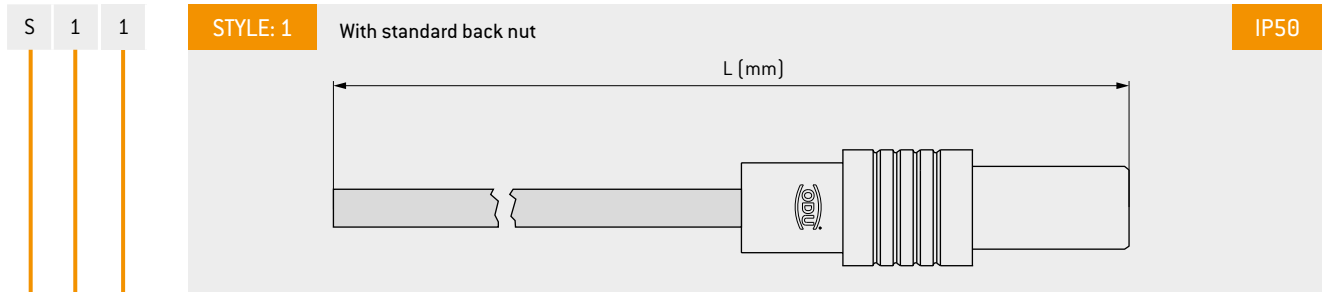 S 1 1
STYLE: 1 With standard back nut IP50
L (mm)
ODU